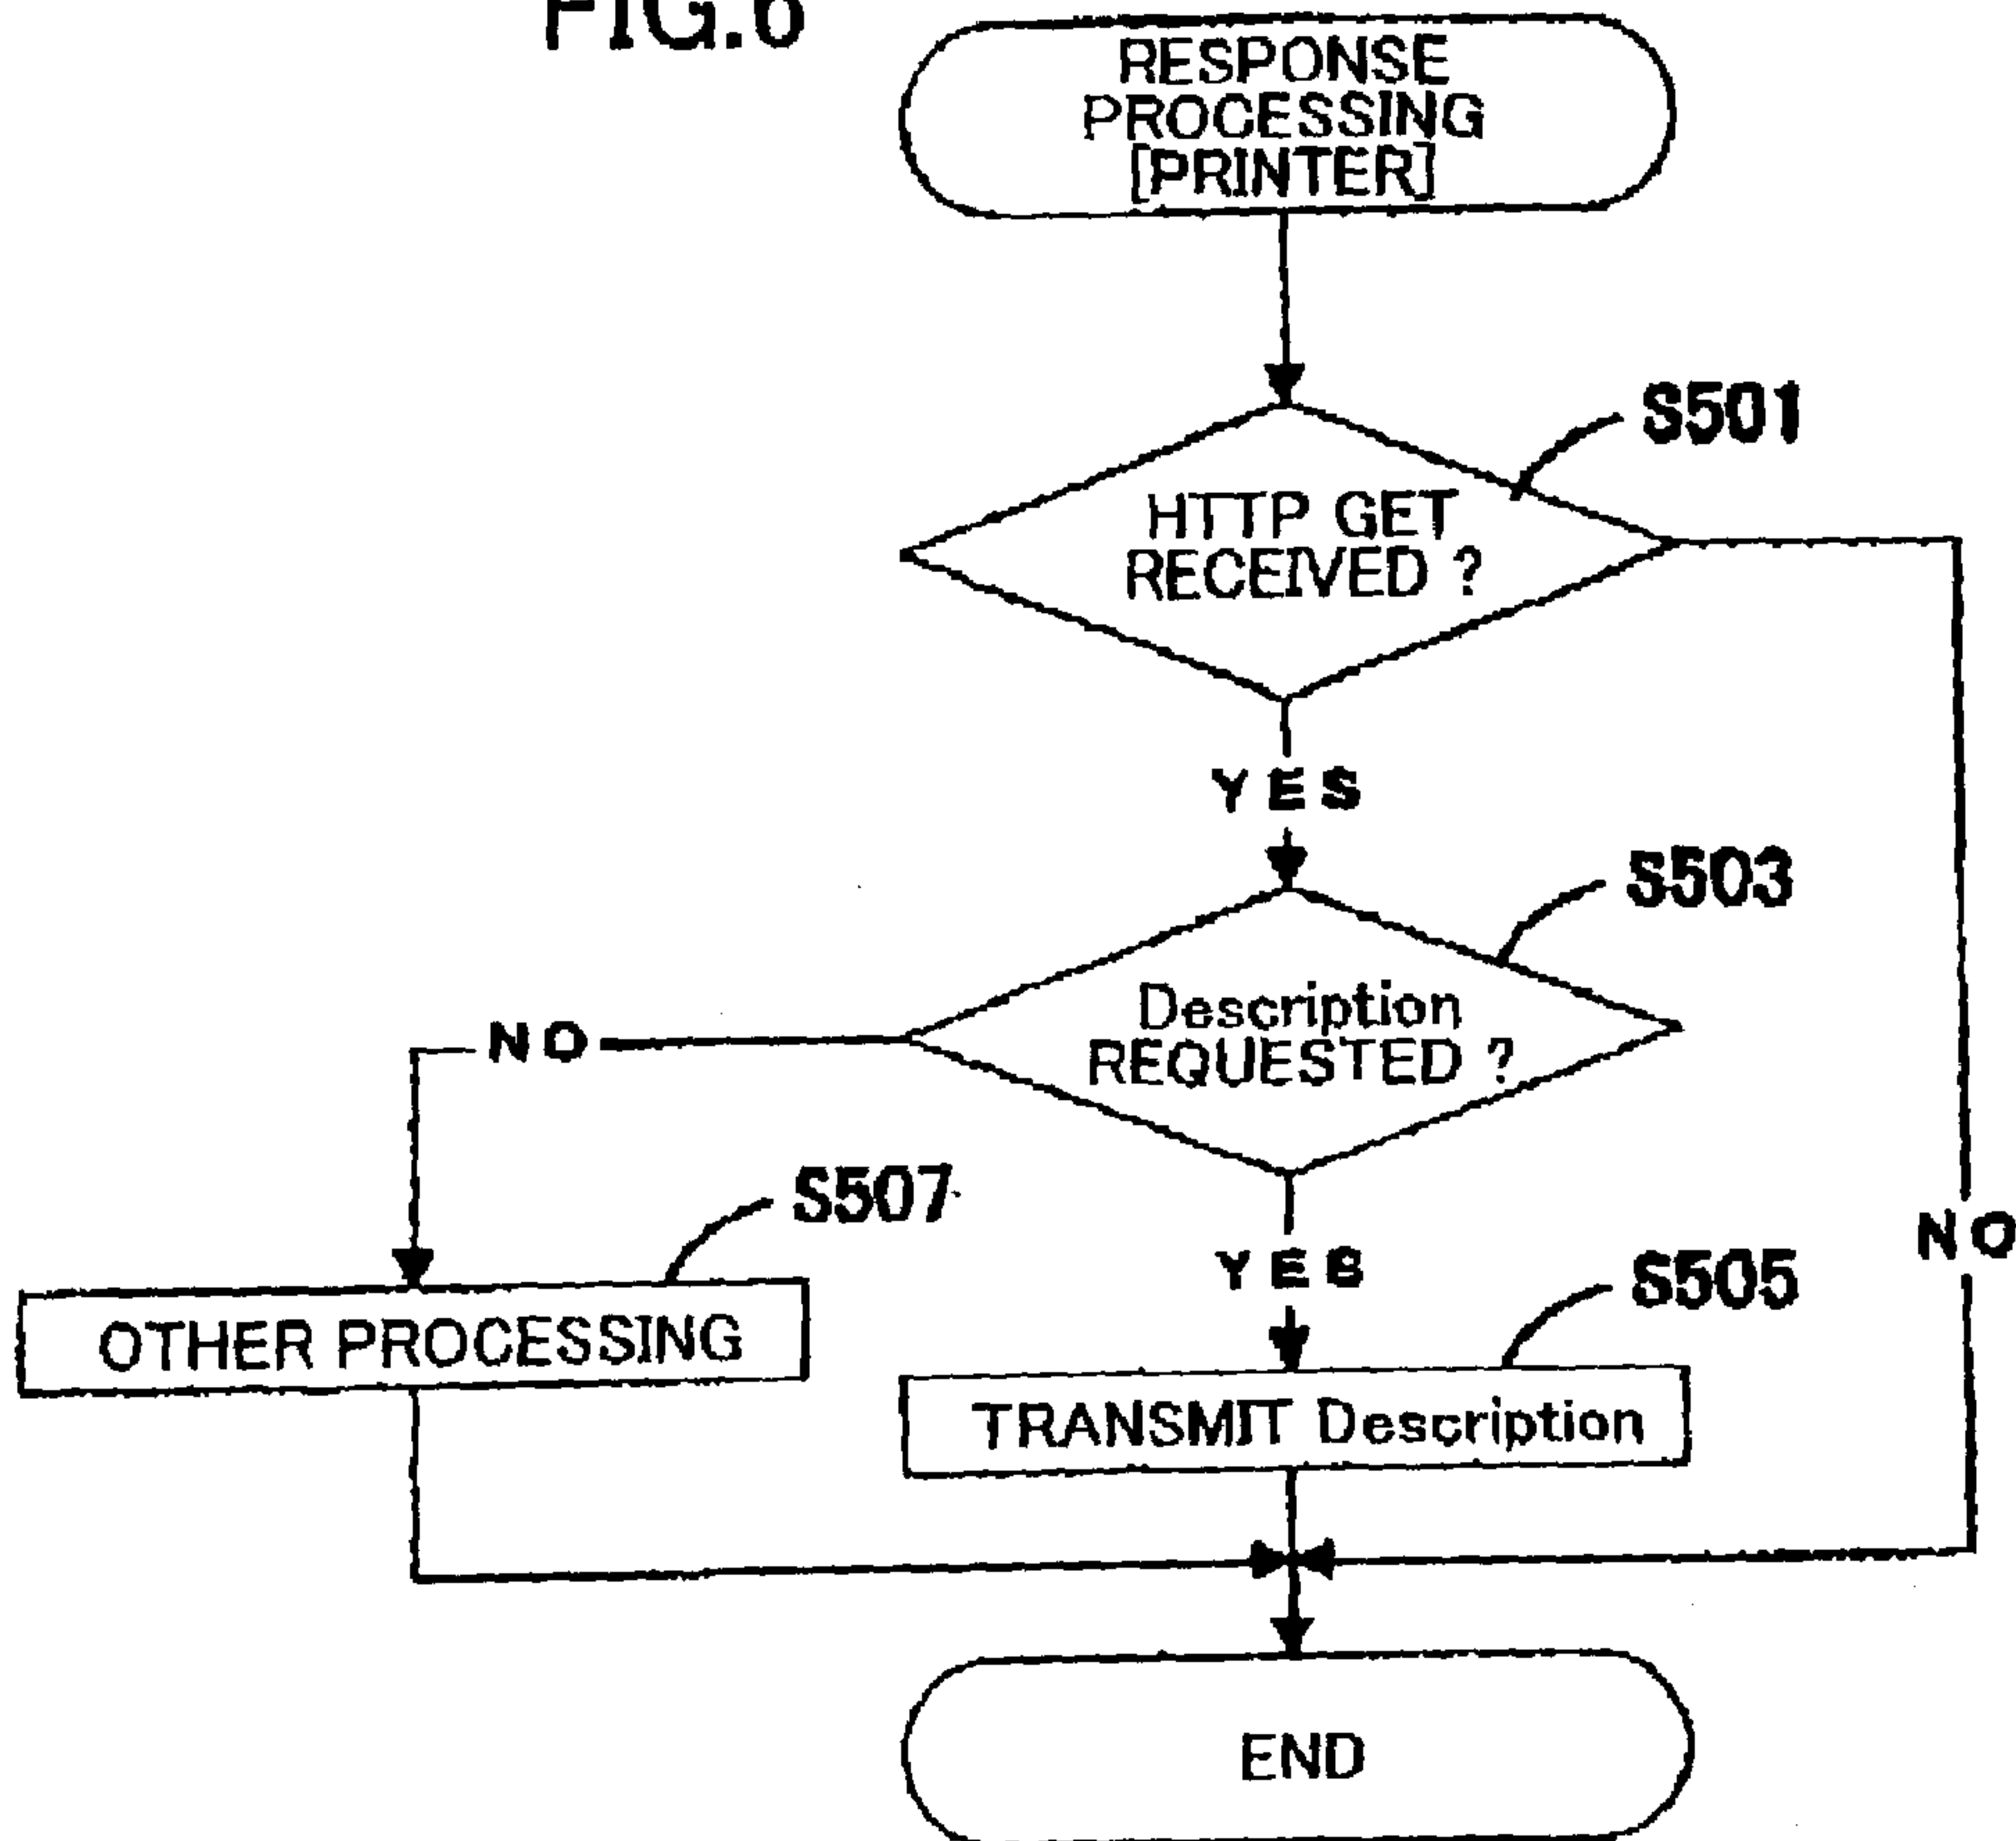 FIG.6
RESPONSE
PROCESSING
[PRINTER]
S501
HTTP GET
RECEIVED ?
YES
S503
Description
REQUESTED ?
NO
S507
YES
NO
S505
OTHER PROCESSING
TRANSMIT Description
END